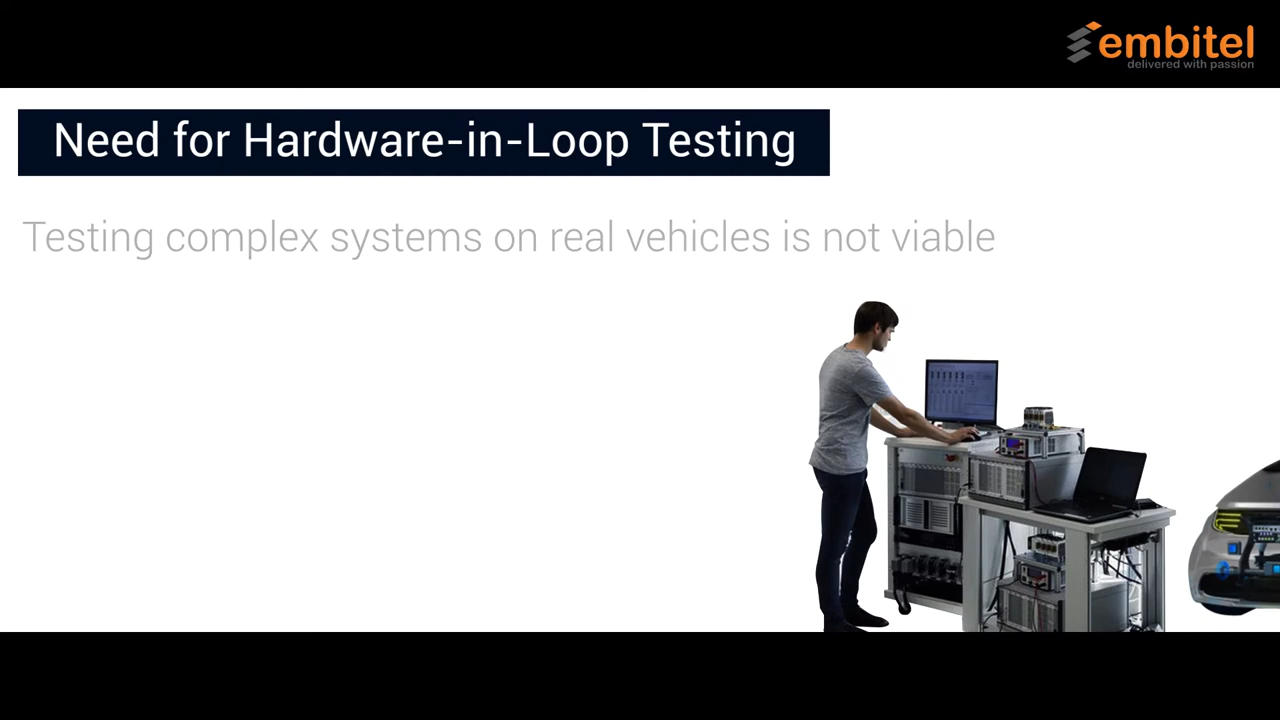 embitel
delivered with passion
Need for Hardware-in-Loop Testing
Testing complex systems on real vehicles is not viable